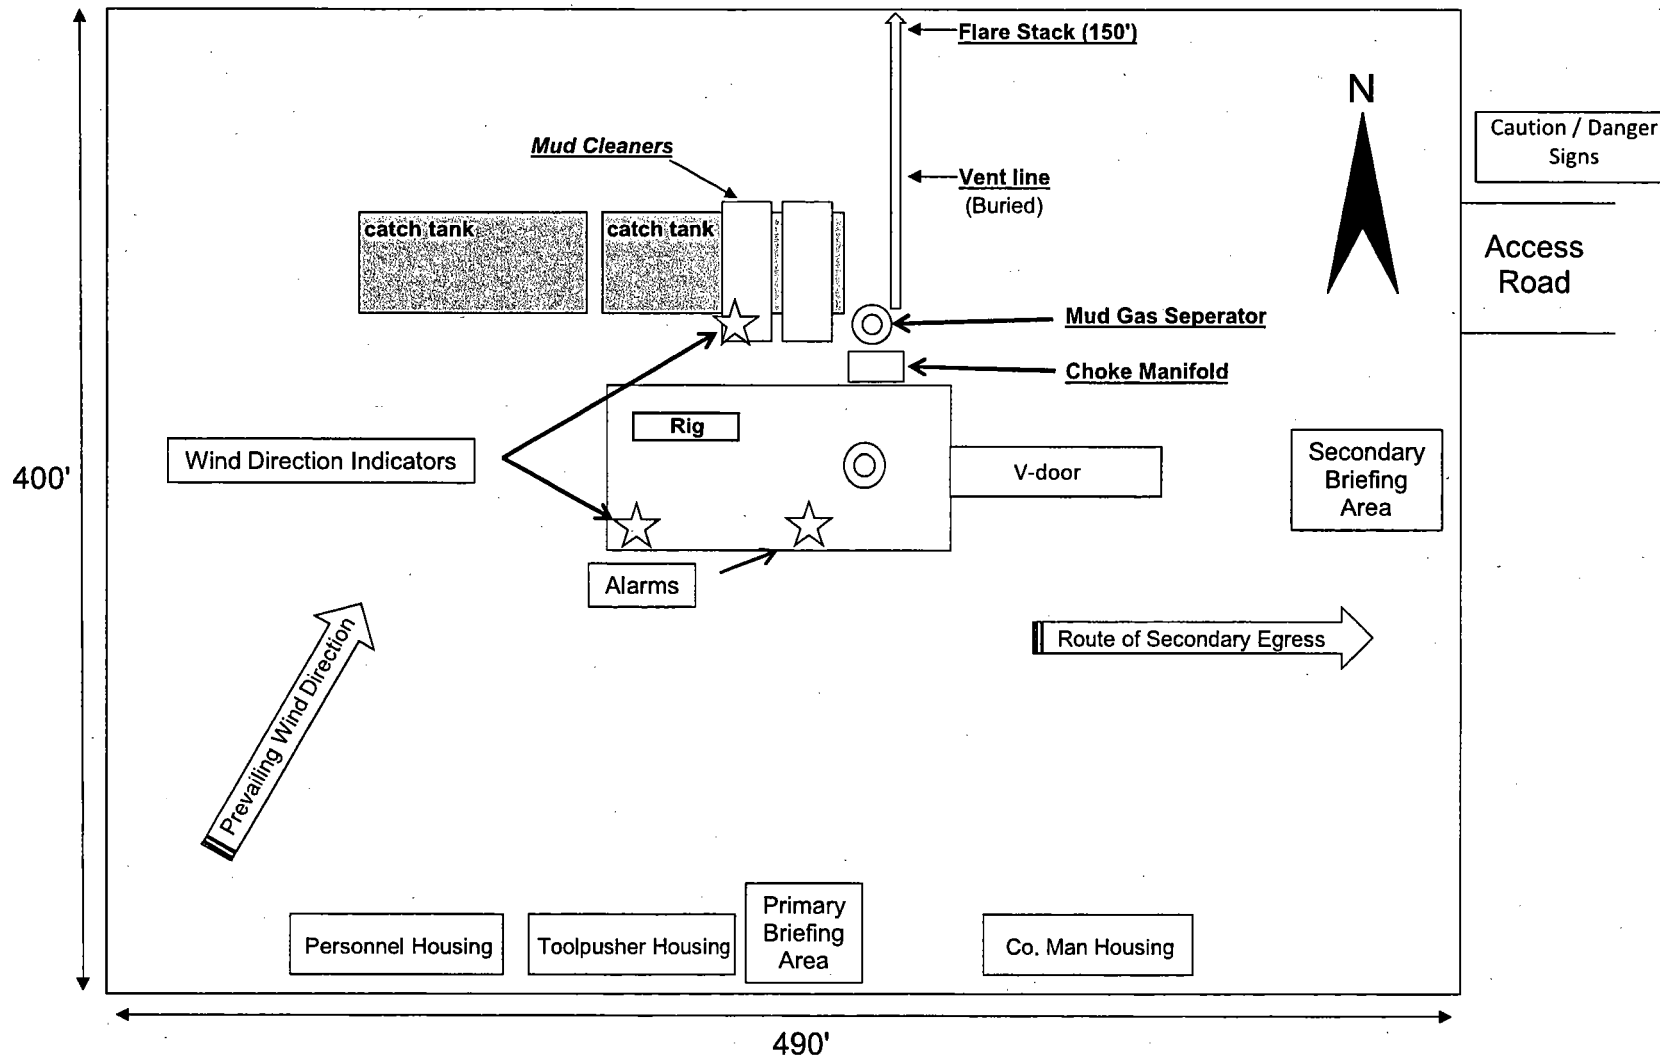 Flare Stack (150')
N
Caution / Danger
Signs
Mud Cleaners
Vent line
(Buried)
catch tank
catch tank
Access
Road
Mud Gas Seperator
Choke Manifold
Rig
Wind Direction Indicators
V-door
Secondary
Briefing
Area
400'
Alarms
Prevailing Wind Direction
Route of Secondary Egress
Personnel Housing
Toolpusher Housing
Primary
Briefing
Area
Co. Man Housing
490'